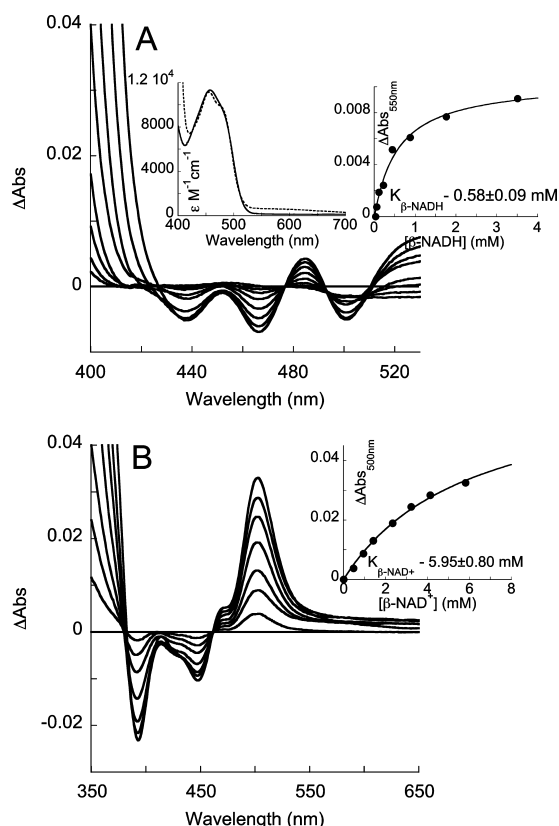 A
0.04
0.02
0
ΔAbs
400
440
480
520
Wavelength (nm)
1.2 10⁴
8000
4000
0
ε M⁻¹cm⁻¹
400
500
600
700
Wavelength (nm)
0.008
0.004
0
ΔAbs550nm
Kβ-NADH - 0.58±0.09 mM
0
1
2
3
4
[β-NADH] (mM)
B
0.04
0.02
0
-0.02
ΔAbs
350
450
550
650
Wavelength (nm)
0.04
0.02
0
ΔAbs500nm
Kβ-NAD+ - 5.95±0.80 mM
0
2
4
6
8
[β-NAD⁺] (mM)